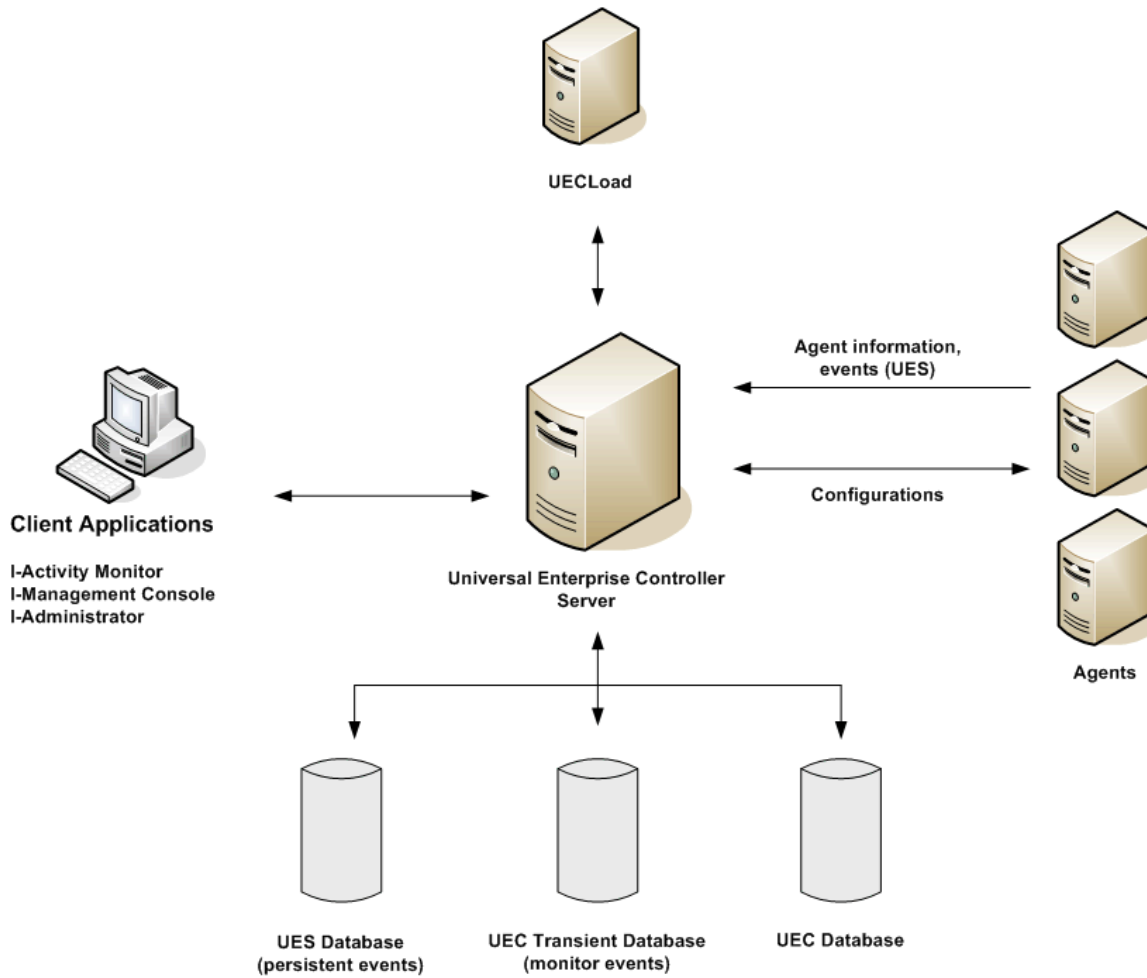 UECLoad
Agent information,
events (UES)
Configurations
Client Applications
I-Activity Monitor
I-Management Console
I-Administrator
Universal Enterprise Controller
Server
Agents
UES Database
(persistent events)
UEC Transient Database
(monitor events)
UEC Database